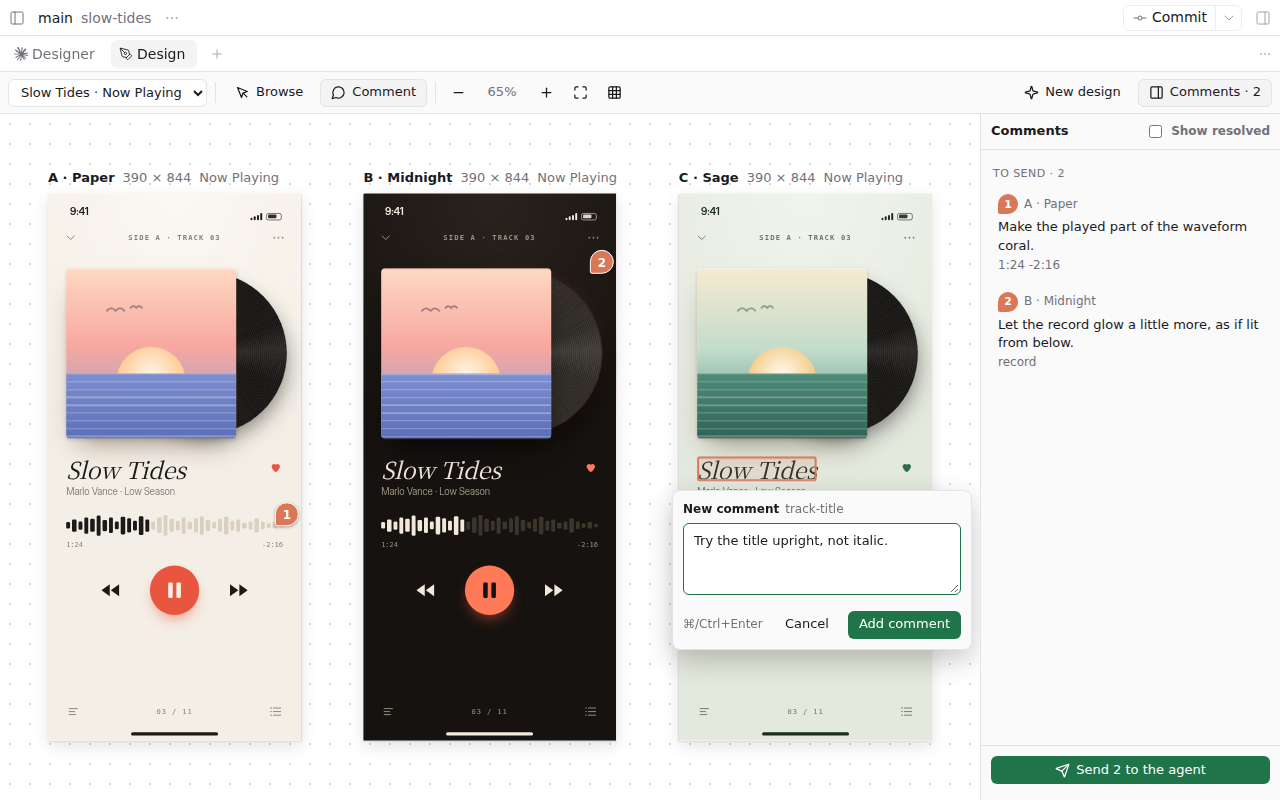 main slow-tides
Commit
Designer
Design
Slow Tides · Now Playing
Browse
Comment
65%
New design
Comments · 2
A · Paper 390 × 844 Now Playing
9:41
SIDE A · TRACK 03
Slow Tides
Marlo Vance · Low Season
1
1:24
-2:16
03 / 11
B · Midnight 390 × 844 Now Playing
9:41
SIDE A · TRACK 03
2
Slow Tides
Marlo Vance · Low Season
1:24
-2:16
03 / 11
C · Sage 390 × 844 Now Playing
9:41
SIDE A · TRACK 03
Slow Tides
New comment track-title
Try the title upright, not italic.
⌘/Ctrl+Enter
Cancel
Add comment
03 / 11
Comments
Show resolved
TO SEND · 2
1 A · Paper
Make the played part of the waveform
coral.
1:24 -2:16
2 B · Midnight
Let the record glow a little more, as if lit
from below.
record
Send 2 to the agent